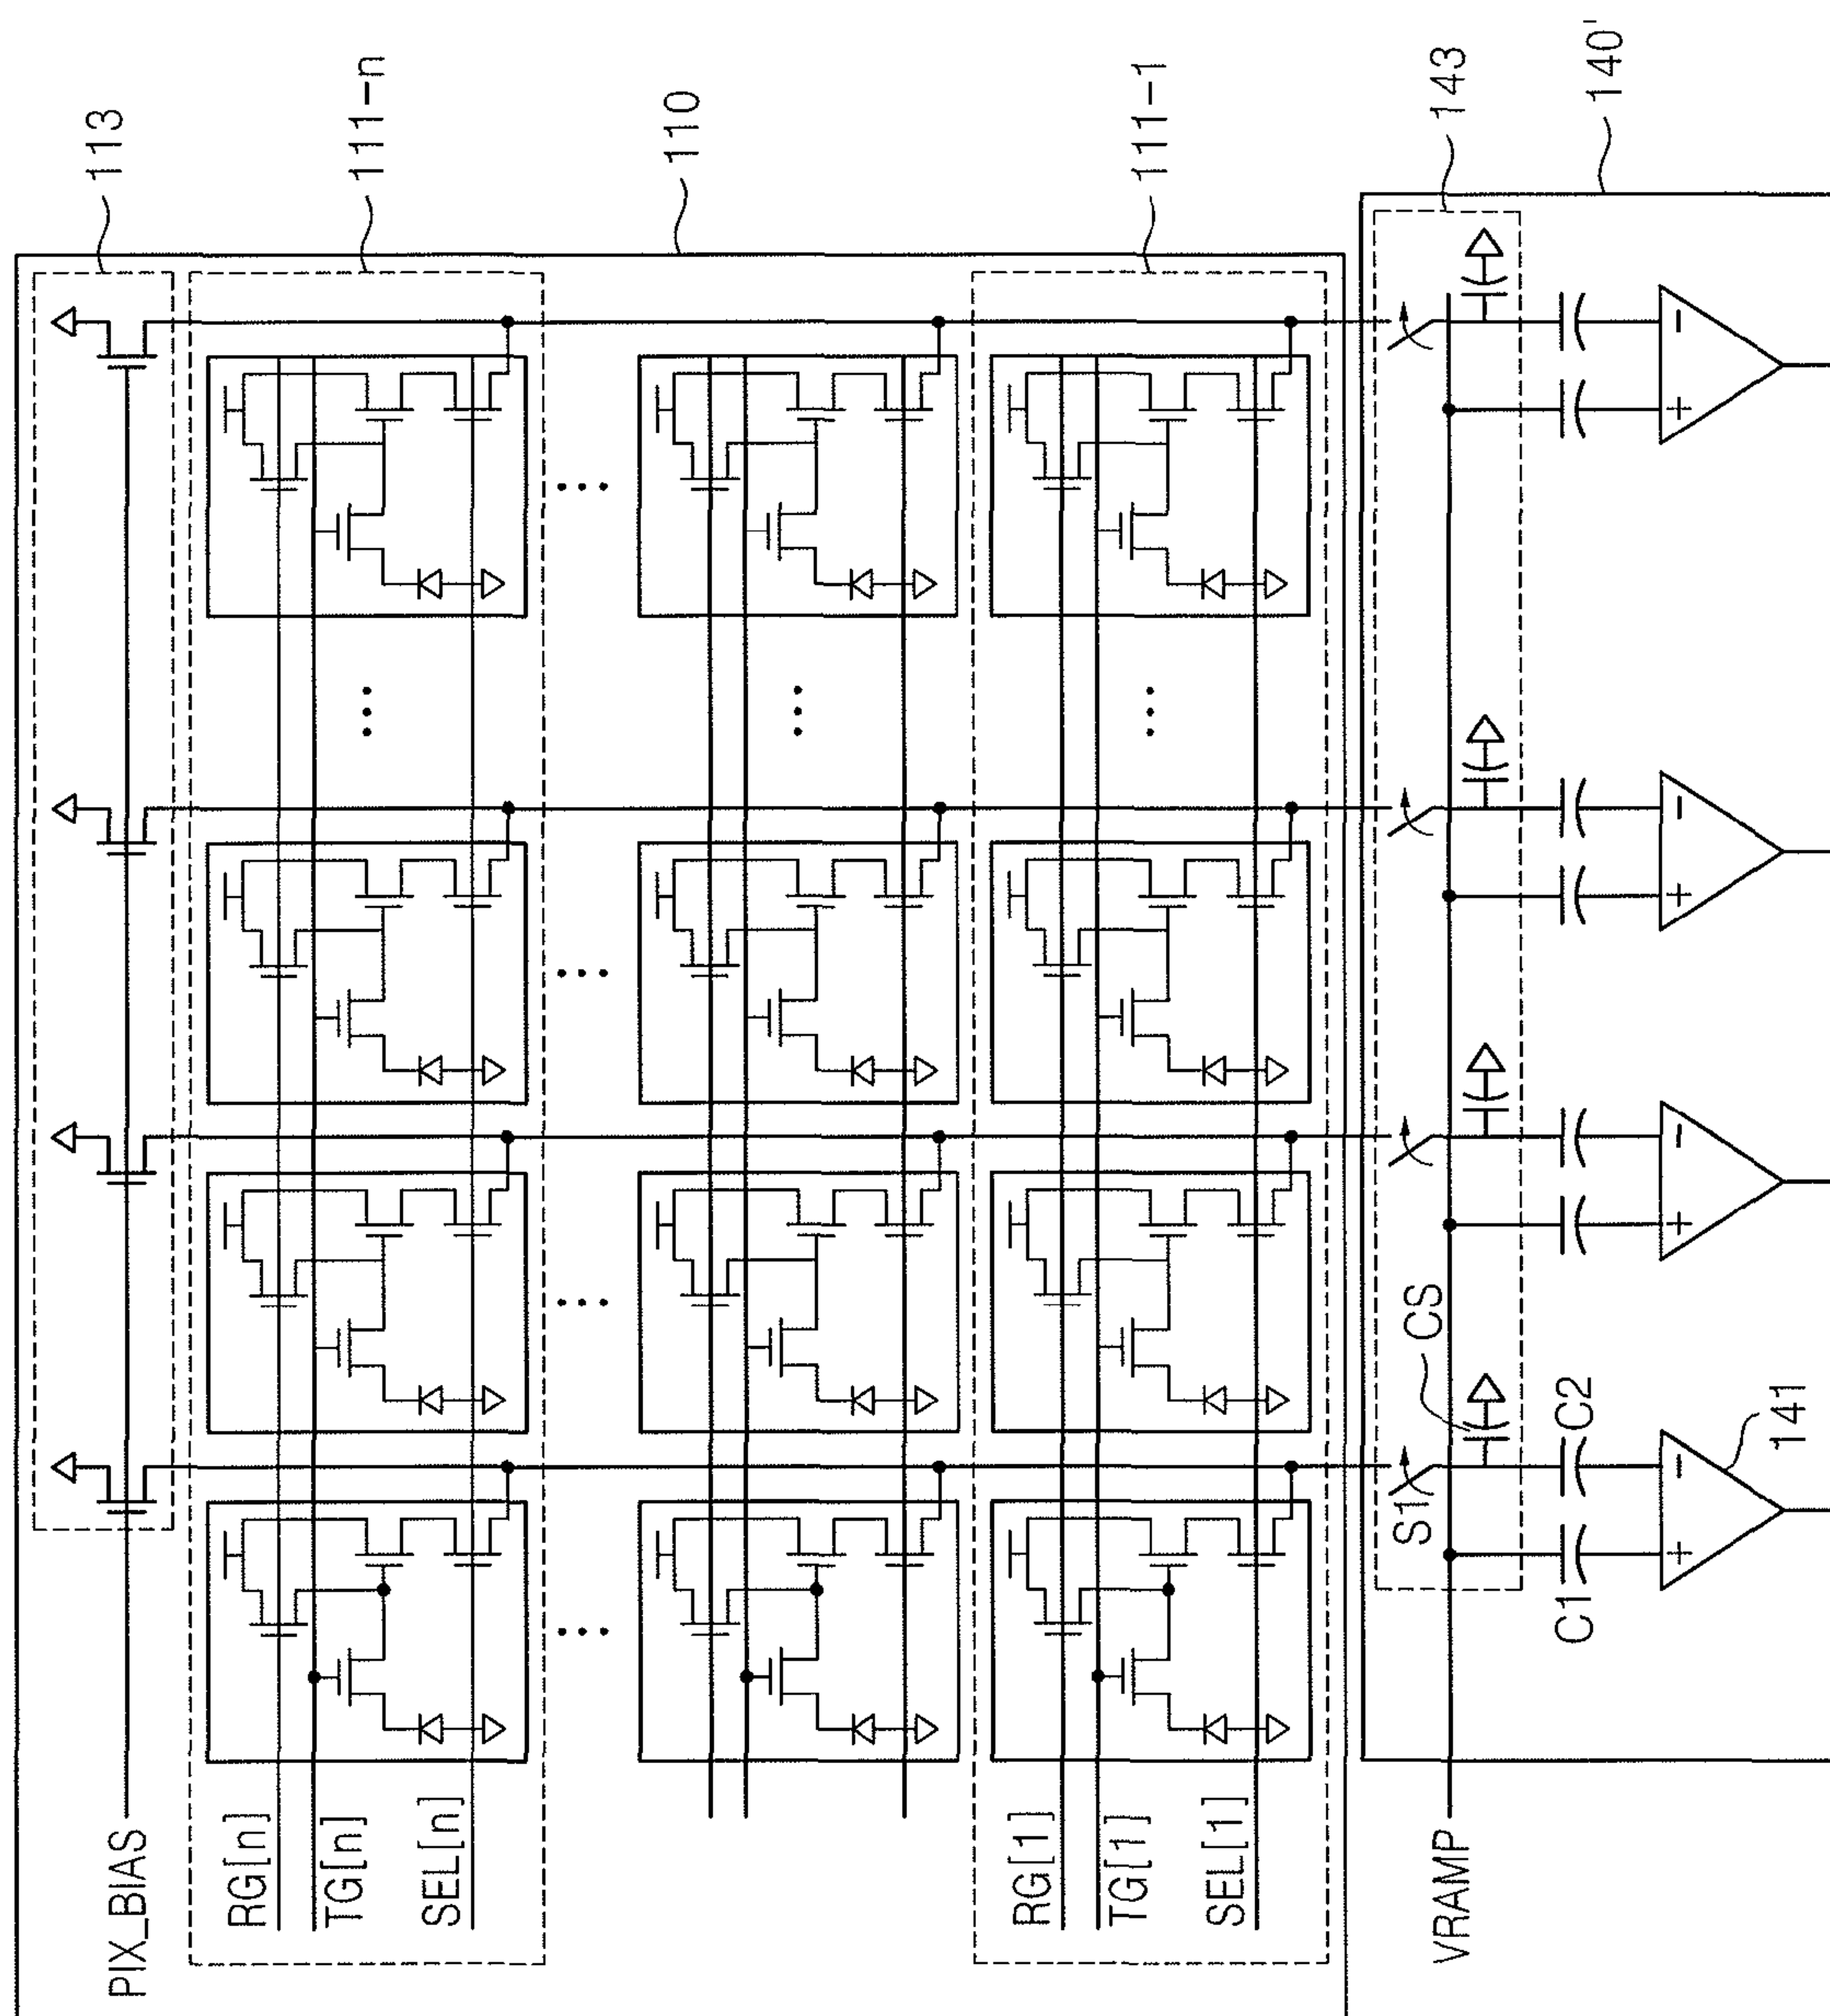 113
111-n
110
111-1
143
140'
PIX_BIAS
RG[n]
TG[n]
SEL[n]
RG[1]
TG[1]
SEL[1]
VRAMP
S1
CS
C1
C2
141
+
−
+
−
+
−
+
−